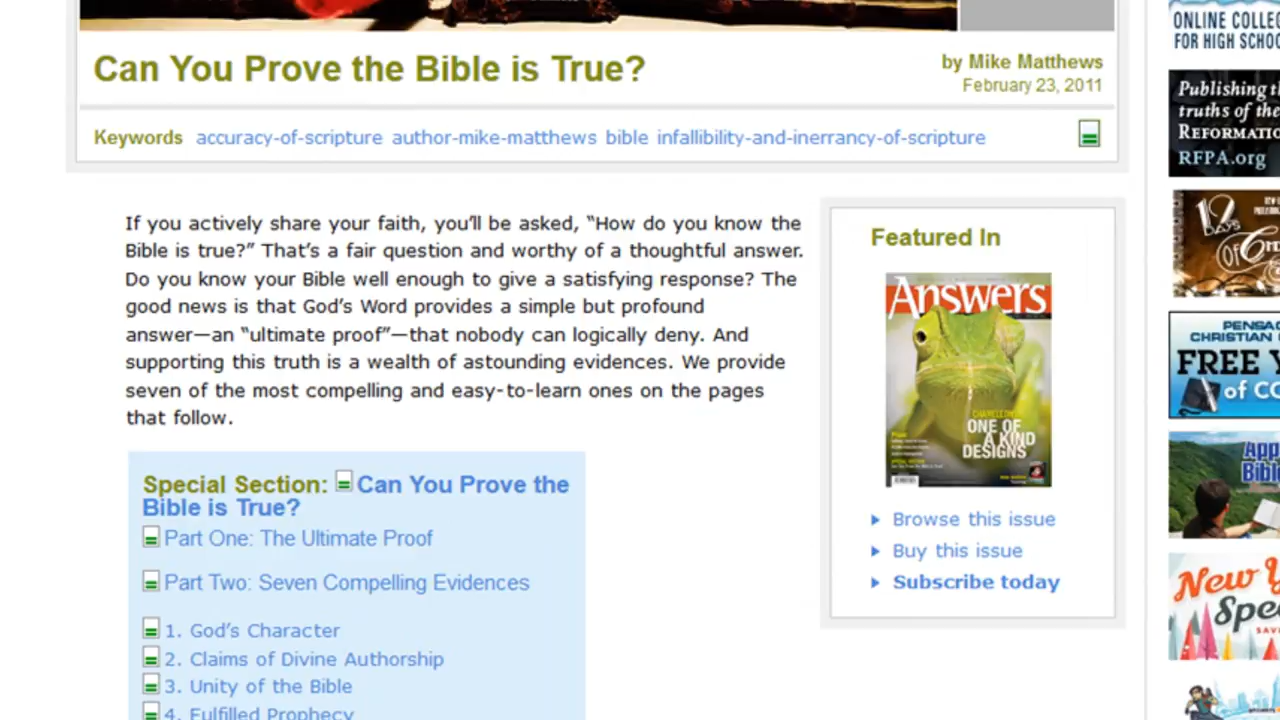 Can You Prove the Bible is True?
by Mike Matthews
February 23, 2011
Keywords accuracy-of-scripture author-mike-matthews bible infallibility-and-inerrancy-of-scripture
If you actively share your faith, you'll be asked, “How do you know the
Bible is true?” That's a fair question and worthy of a thoughtful answer.
Do you know your Bible well enough to give a satisfying response? The
good news is that God's Word provides a simple but profound
answer—an “ultimate proof”—that nobody can logically deny. And
supporting this truth is a wealth of astounding evidences. We provide
seven of the most compelling and easy-to-learn ones on the pages
that follow.
Special Section: Can You Prove the
Bible is True?
Part One: The Ultimate Proof
Part Two: Seven Compelling Evidences
1. God's Character
2. Claims of Divine Authorship
3. Unity of the Bible
4. Fulfilled Prophecy
Featured In
Answers
CHAMELEONS
ONE OF
A KIND
DESIGNS
Browse this issue
Buy this issue
Subscribe today
ONLINE
FOR HIGH
Publishing
truths of the
RFPA.org
12
DAYS
OF
CHRISTIAN
FREE
of
New